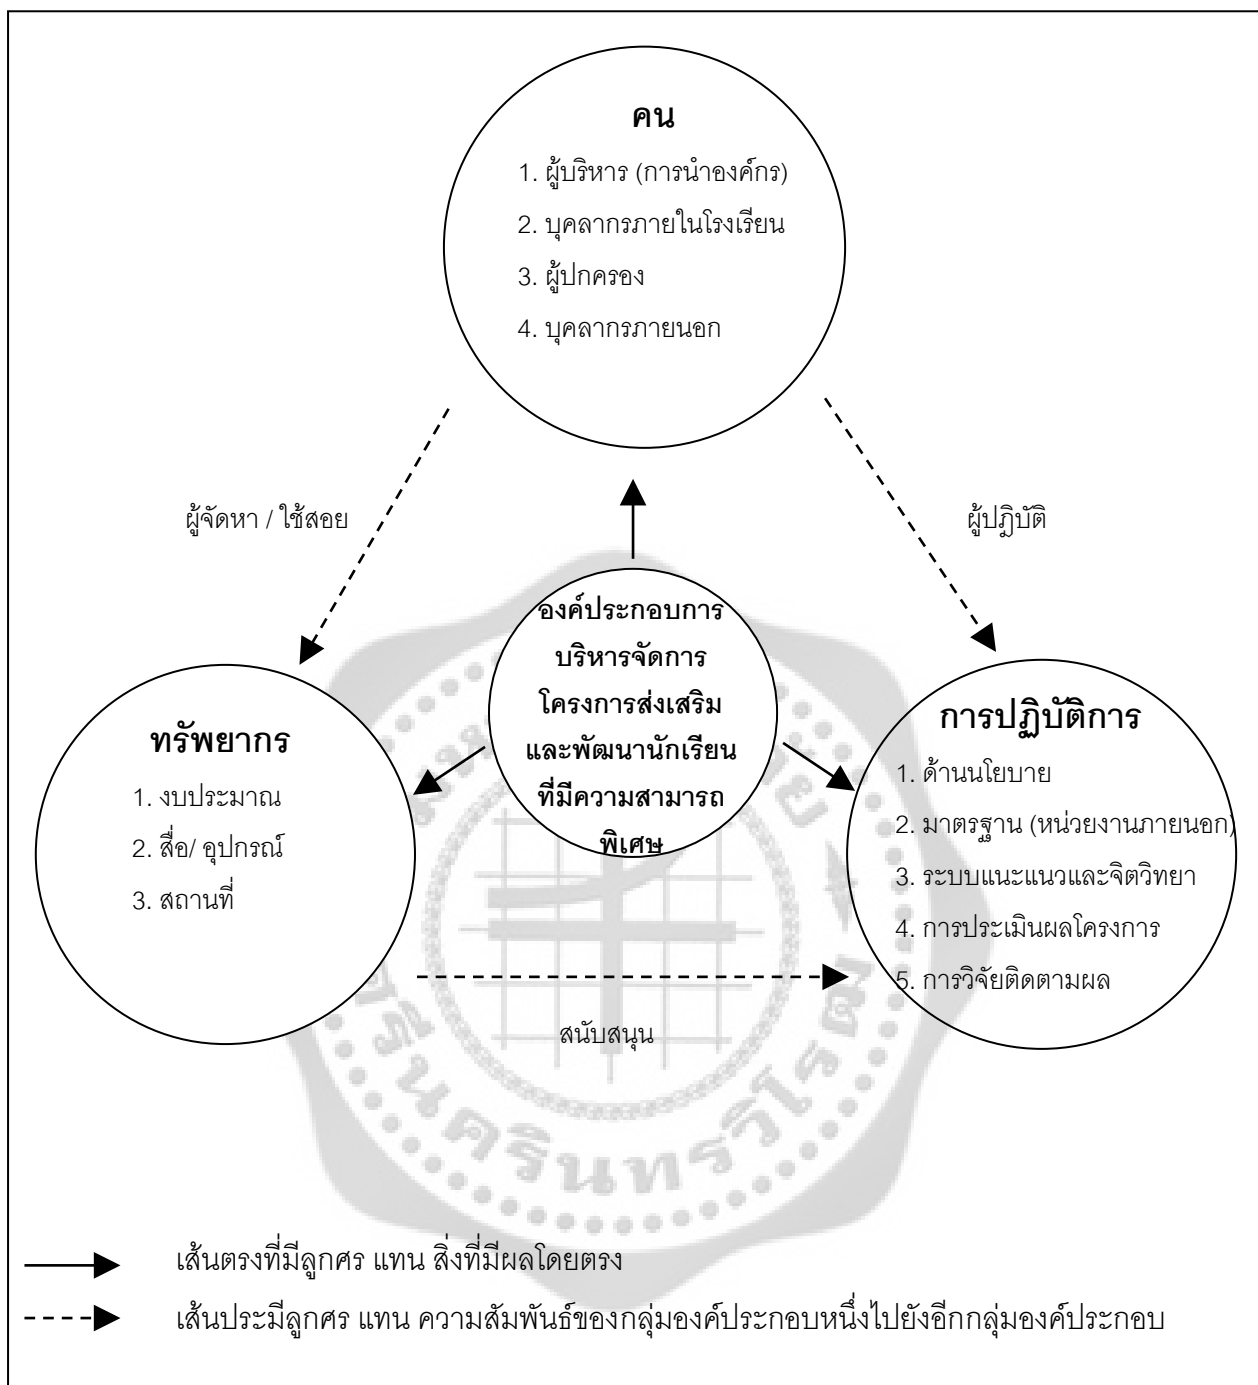 คน
1. ผู้บริหาร (การนำองค์กร)
2. บุคลากรภายในโรงเรียน
3. ผู้ปกครอง
4. บุคลากรภายนอก
ผู้จัดหา / ใช้สอย
ผู้ปฎิบัติ
องค์ประกอบการ
บริหารจัดการ
โครงการส่งเสริม
และพัฒนานักเรียน
ที่มีความสามารถ
พิเศษ
ทรัพยากร
1. งบประมาณ
2. สื่อ/ อุปกรณ์
3. สถานที่
การปฏิบัติการ
1. ด้านนโยบาย
2. มาตรฐาน (หน่วยงานภายนอก)
3. ระบบแนะแนวและจิตวิทยา
4. การประเมินผลโครงการ
5. การวิจัยติดตามผล
สนับสนุน
เส้นตรงที่มีลูกศร แทน สิ่งที่มีผลโดยตรง
เส้นประมีลูกศร แทน ความสัมพันธ์ของกลุ่มองค์ประกอบหนึ่งไปยังอีกกลุ่มองค์ประกอบ